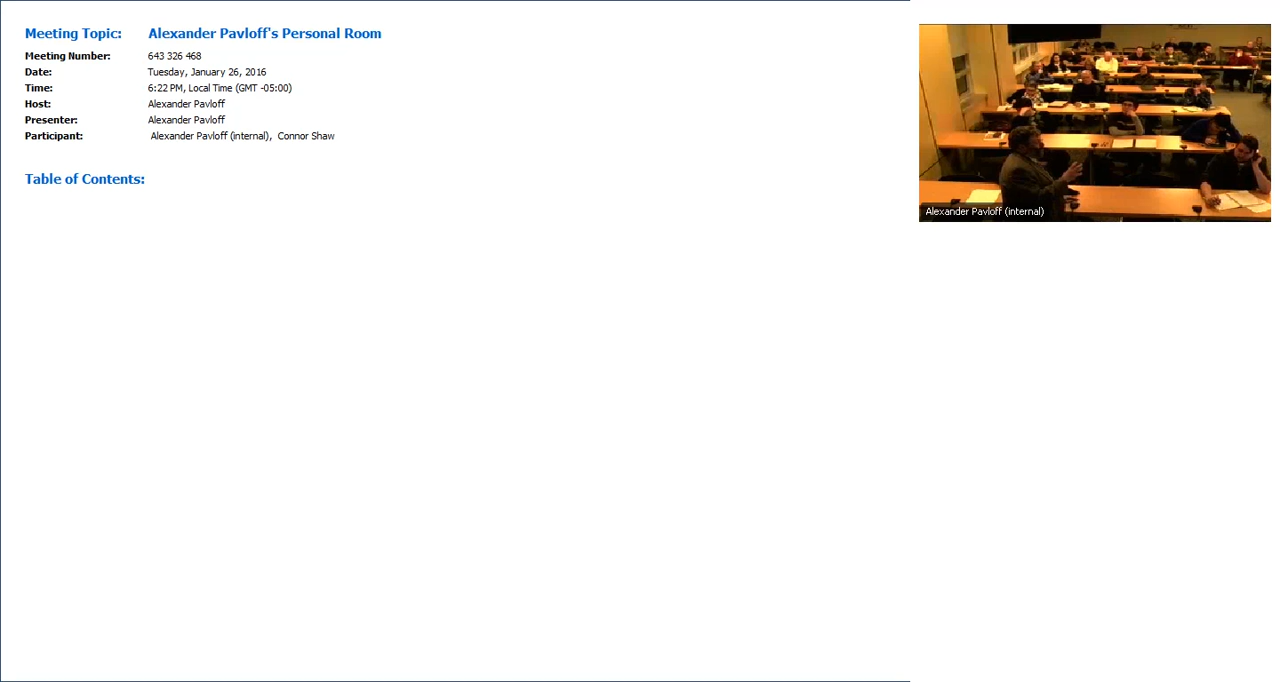 Meeting Topic: Alexander Pavloff's Personal Room
Meeting Number: 643 326 468
Date: Tuesday, January 26, 2016
Time: 6:22 PM, Local Time (GMT -05:00)
Host: Alexander Pavloff
Presenter: Alexander Pavloff
Participant: Alexander Pavloff (internal), Connor Shaw
Table of Contents:
Alexander Pavloff (internal)